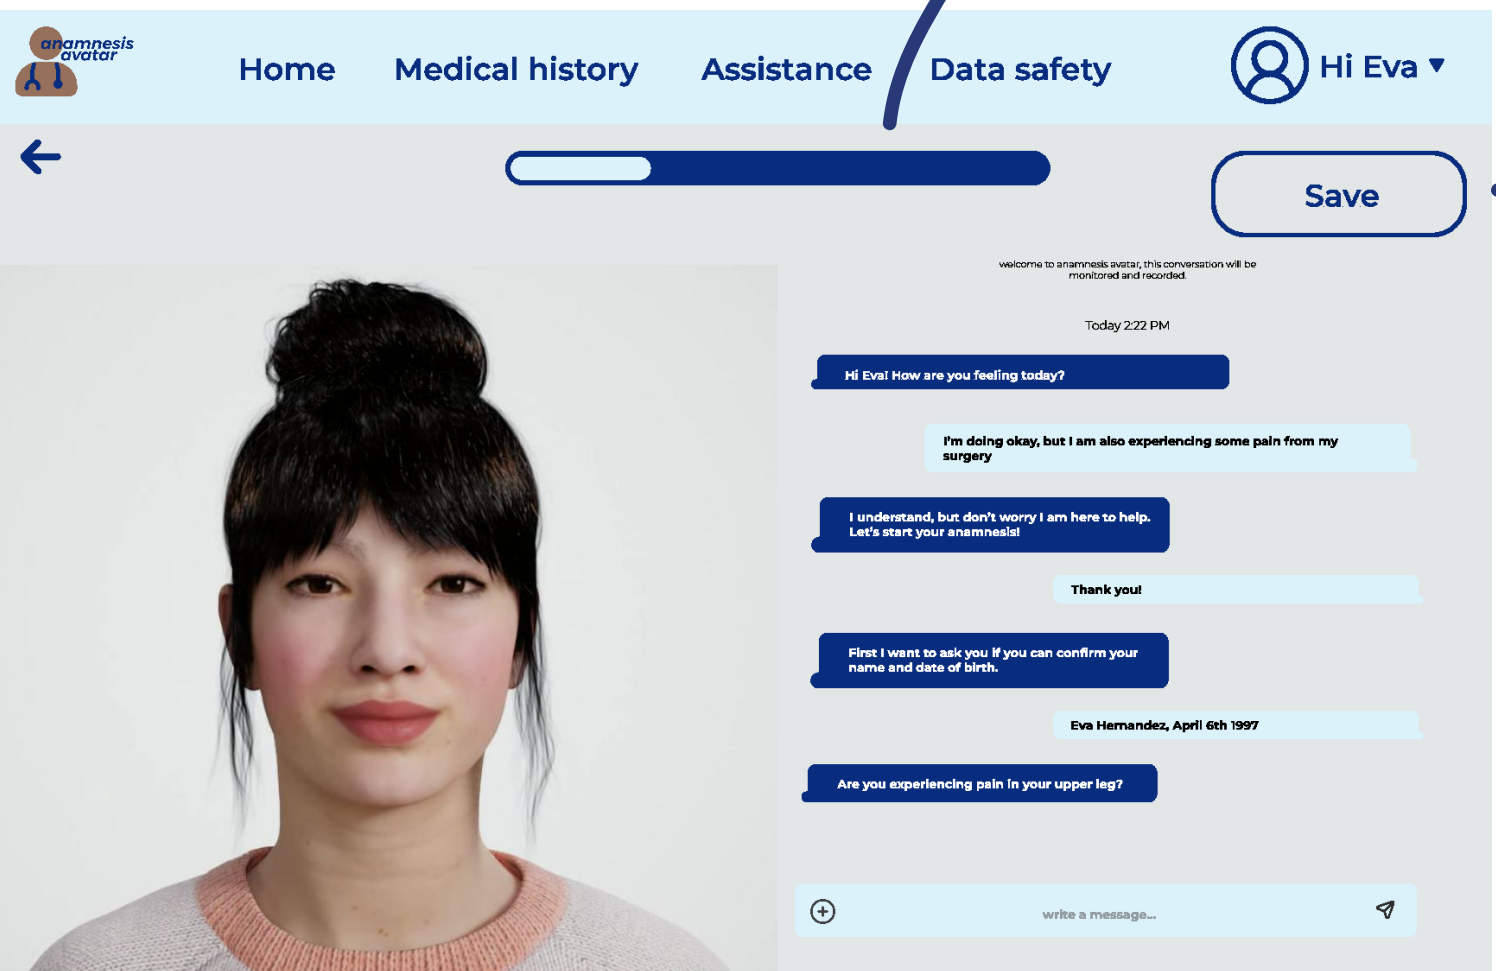 anamnesis
avatar
Home
Medical history
Assistance
Data safety
Hi Eva
Save
welcome to anamnesis avatar, this conversation will be
monitored and recorded.
Today 2:22 PM
Hi Eva! How are you feeling today?
I'm doing okay, but I am also experiencing some pain from my
surgery
I understand, but don't worry I am here to help.
Let's start your anamnesis!
Thank you!
First I want to ask you if you can confirm your
name and date of birth.
Eva Hernandez, April 6th 1997
Are you experiencing pain in your upper leg?
write a message...